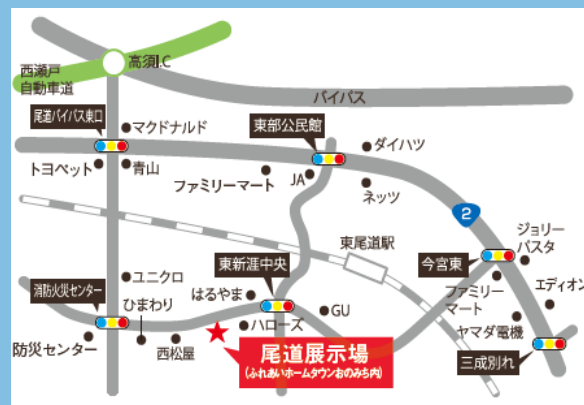 高須I.C
西瀬戸
自動車道
バイパス
尾道バイパス東口
マクドナルド
東部公民館
ダイハツ
トヨペット
青山
ファミリーマート
JA
ネッツ
2
ジョリー
パスタ
東尾道駅
今宮東
東新涯中央
ユニクロ
はるやま
エディオン
消防火災センター
ひまわり
GU
ファミリー
マート
ハローズ
ヤマダ電機
防災センター
西松屋
三成別れ
尾道展示場
(ふれあいホームタウンおのみち内)